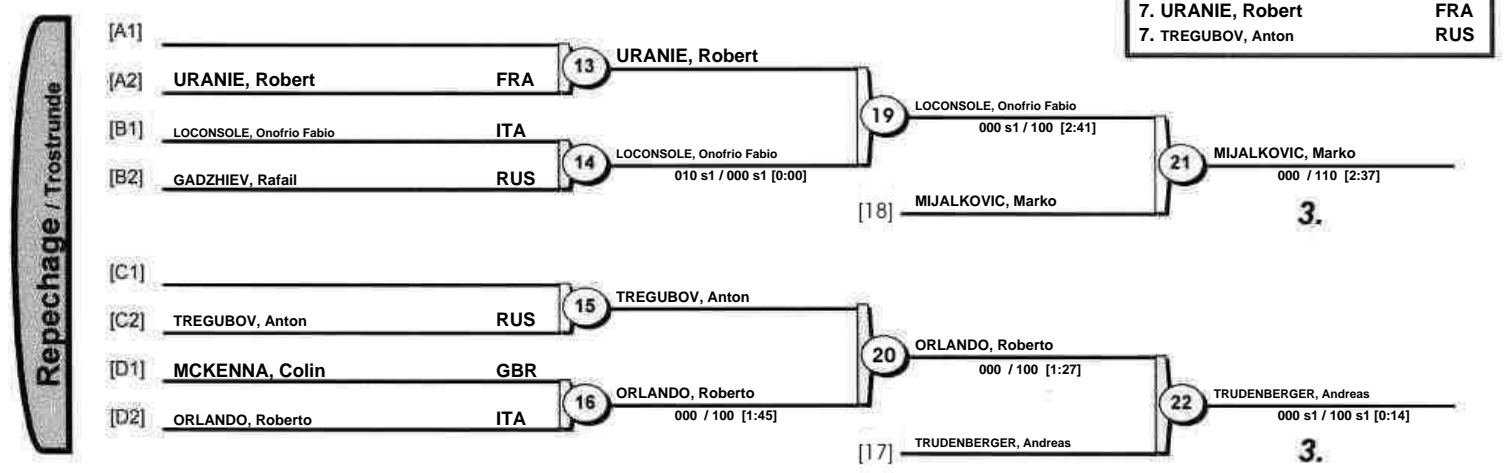 7. URANIE, Robert FRA
7. TREGUBOV, Anton RUS
Repechage / Trostrunde
[A1]
[A2] URANIE, Robert FRA
13 URANIE, Robert
[B1] LOCONSOLE, Onofrio Fabio ITA
[B2] GADZHIEV, Rafail RUS
14 LOCONSOLE, Onofrio Fabio
010 s1 / 000 s1 [0:00]
19 LOCONSOLE, Onofrio Fabio
000 s1 / 100 [2:41]
[18] MIJALKOVIC, Marko
21 MIJALKOVIC, Marko
000 / 110 [2:37]
3.
[C1]
[C2] TREGUBOV, Anton RUS
15 TREGUBOV, Anton
[D1] MCKENNA, Colin GBR
[D2] ORLANDO, Roberto ITA
16 ORLANDO, Roberto
000 / 100 [1:45]
20 ORLANDO, Roberto
000 / 100 [1:27]
[17] TRUDENBERGER, Andreas
22 TRUDENBERGER, Andreas
000 s1 / 100 s1 [0:14]
3.